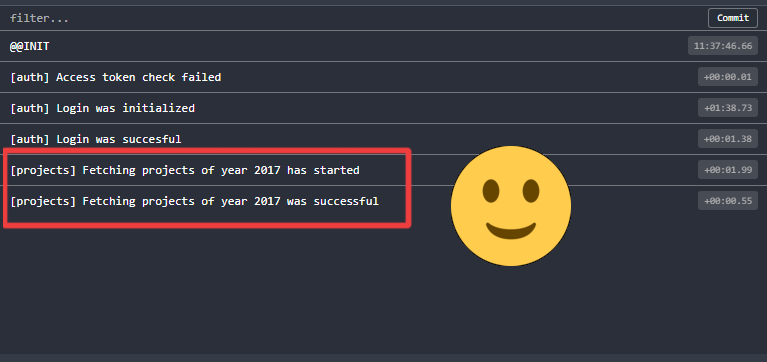 filter...
Commit
@@INIT
11:37:46.66
[auth] Access token check failed
+00:00.01
[auth] Login was initialized
+01:38.73
[auth] Login was succesful
+00:01.38
[projects] Fetching projects of year 2017 has started
+00:01.99
[projects] Fetching projects of year 2017 was successful
+00:00.55